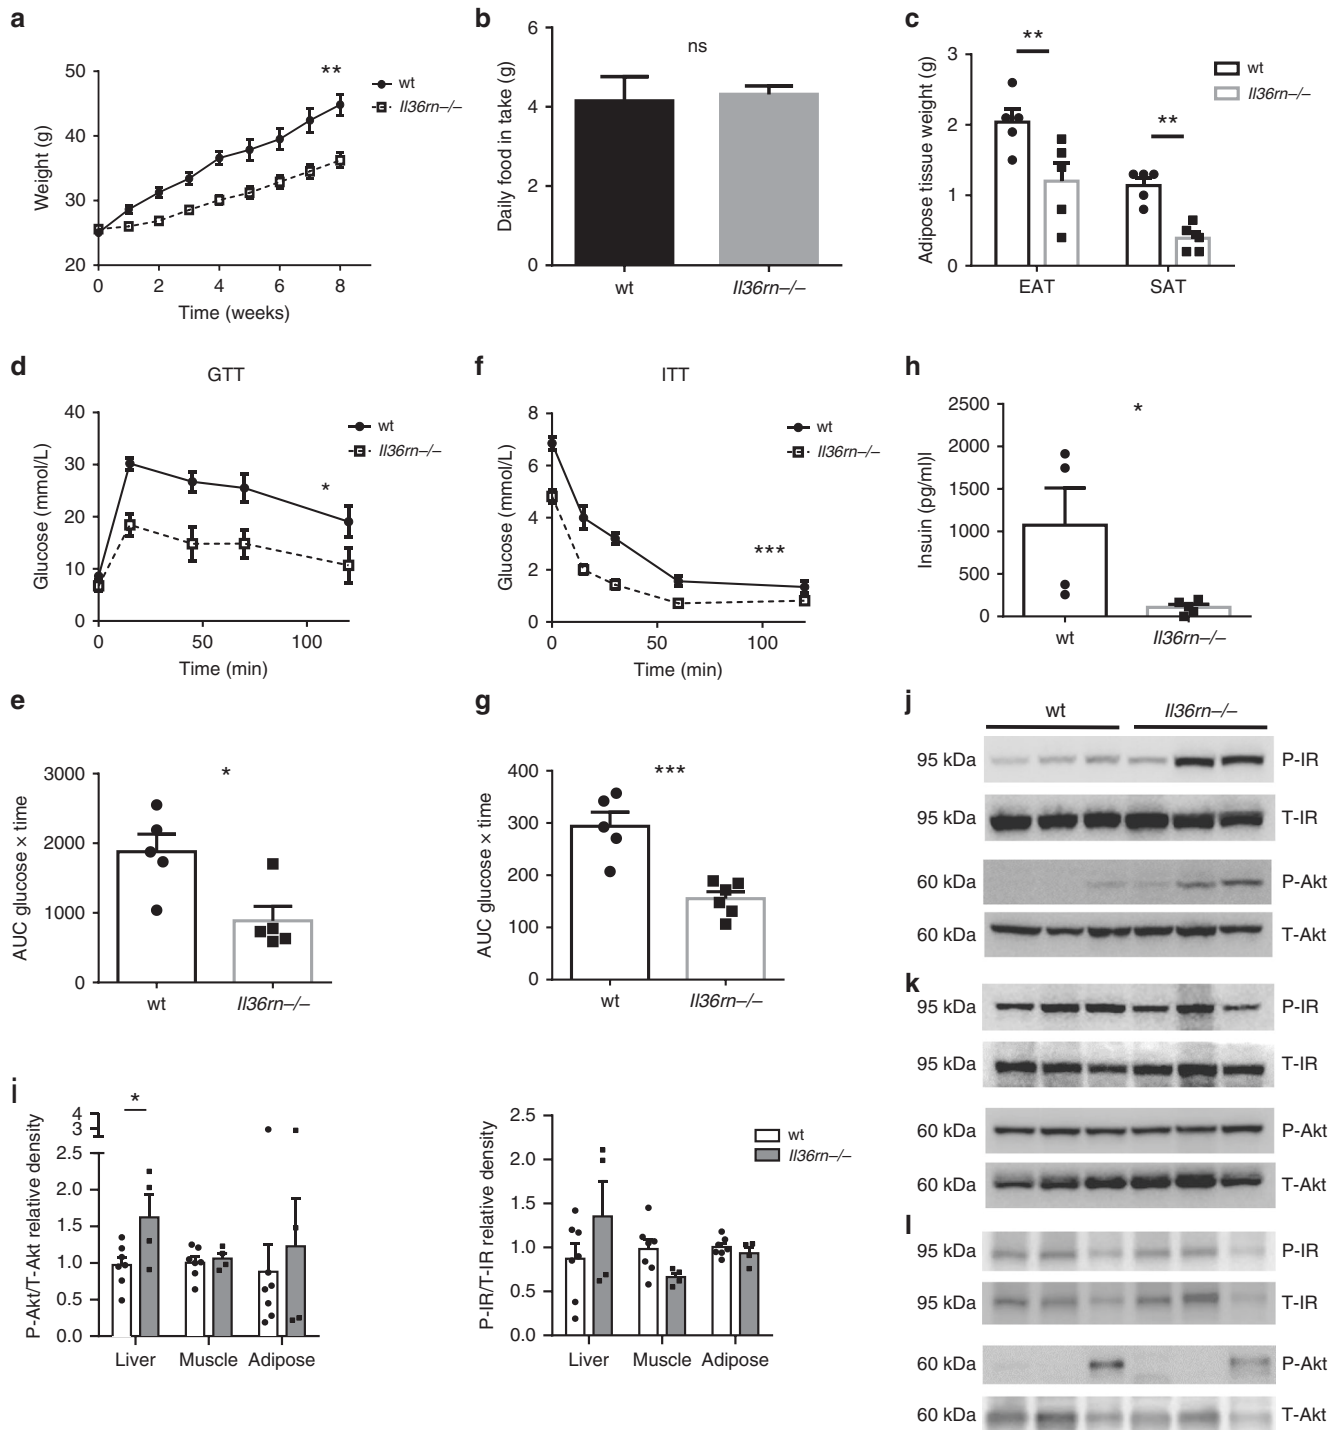 a
50
40
30
20
Weight (g)
0 2 4 6 8
Time (weeks)
**
wt
Il36rn–/–
b
6
4
2
0
Daily food in take (g)
ns
wt Il36rn–/–
c
3
2
1
0
Adipose tissue weight (g)
**
**
wt
Il36rn–/–
EAT SAT
d
GTT
40
30
20
10
0
Glucose (mmol/L)
*
wt
Il36rn–/–
0 50 100
Time (min)
f
ITT
8
6
4
2
0
Glucose (mmol/L)
***
wt
Il36rn–/–
0 50 100
Time (min)
h
2500
2000
1500
1000
500
0
Insuin (pg/ml)l
*
wt Il36rn–/–
e
3000
2000
1000
0
AUC glucose × time
*
wt Il36rn–/–
g
400
300
200
100
0
AUC glucose × time
***
wt Il36rn–/–
j
wt Il36rn–/–
95 kDa P-IR
95 kDa T-IR
60 kDa P-Akt
60 kDa T-Akt
k
95 kDa P-IR
95 kDa T-IR
60 kDa P-Akt
60 kDa T-Akt
i
4
3
2.5
2.0
1.5
1.0
0.5
0.0
P-Akt/T-Akt relative density
*
Liver Muscle Adipose
2.5
2.0
1.5
1.0
0.5
0.0
P-IR/T-IR relative density
wt
Il36rn–/–
Liver Muscle Adipose
l
95 kDa P-IR
95 kDa T-IR
60 kDa P-Akt
60 kDa T-Akt